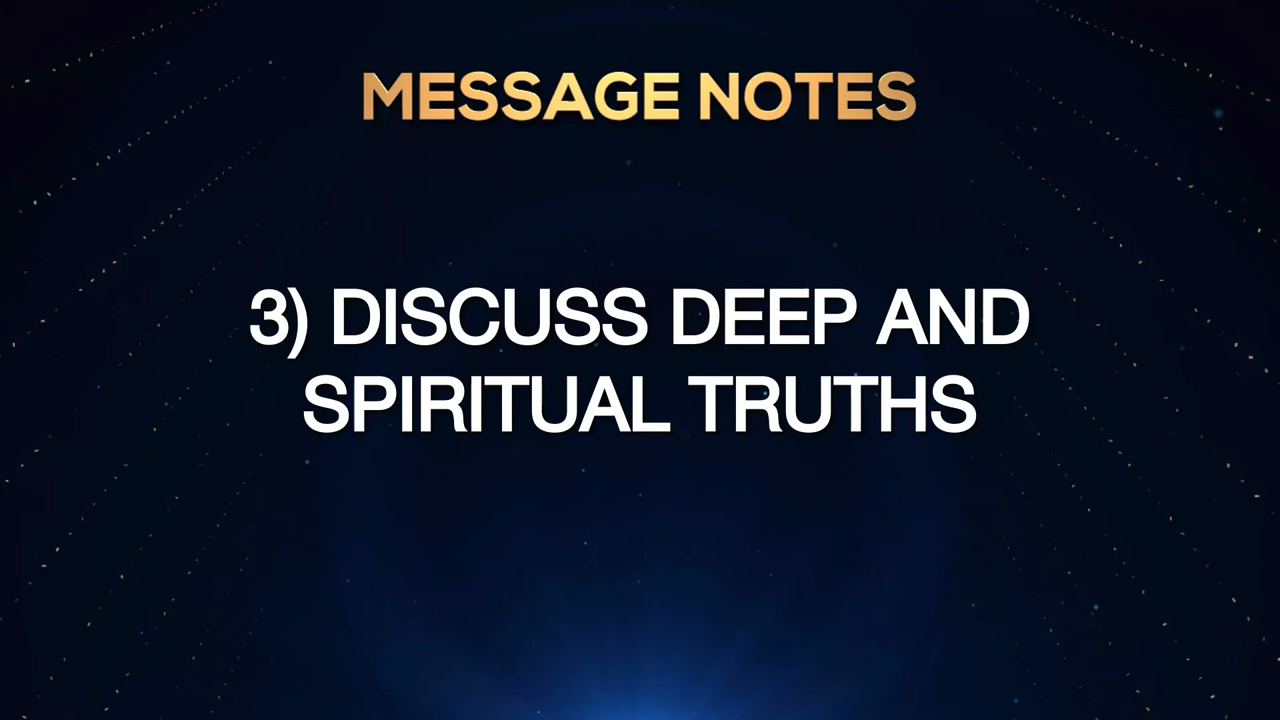 MESSAGE NOTES
3) DISCUSS DEEP AND
SPIRITUAL TRUTHS